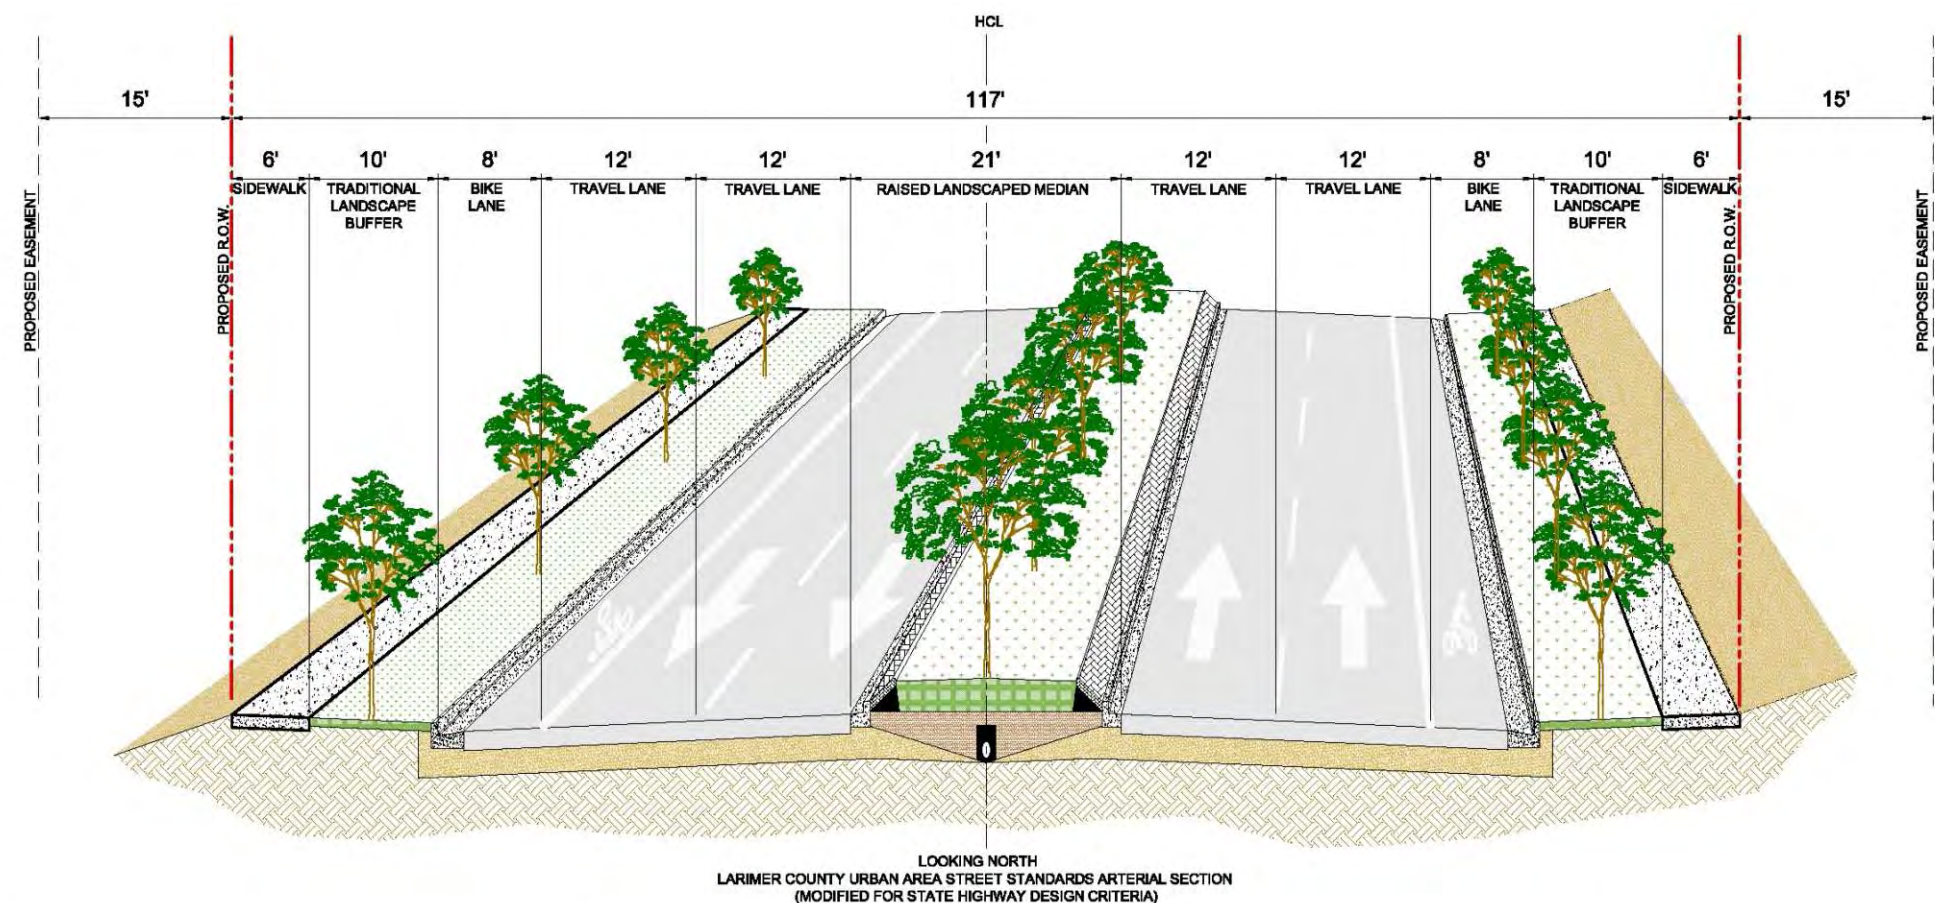 HCL
15'
117'
15'
6'
10'
8'
12'
12'
21'
12'
12'
8'
10'
6'
SIDEWALK
TRADITIONAL
LANDSCAPE
BUFFER
BIKE
LANE
TRAVEL LANE
TRAVEL LANE
RAISED LANDSCAPED MEDIAN
TRAVEL LANE
TRAVEL LANE
BIKE
LANE
TRADITIONAL
LANDSCAPE
BUFFER
SIDEWALK
PROPOSED EASEMENT
PROPOSED R.O.W.
PROPOSED R.O.W.
PROPOSED EASEMENT
LOOKING NORTH
LARIMER COUNTY URBAN AREA STREET STANDARDS ARTERIAL SECTION
(MODIFIED FOR STATE HIGHWAY DESIGN CRITERIA)